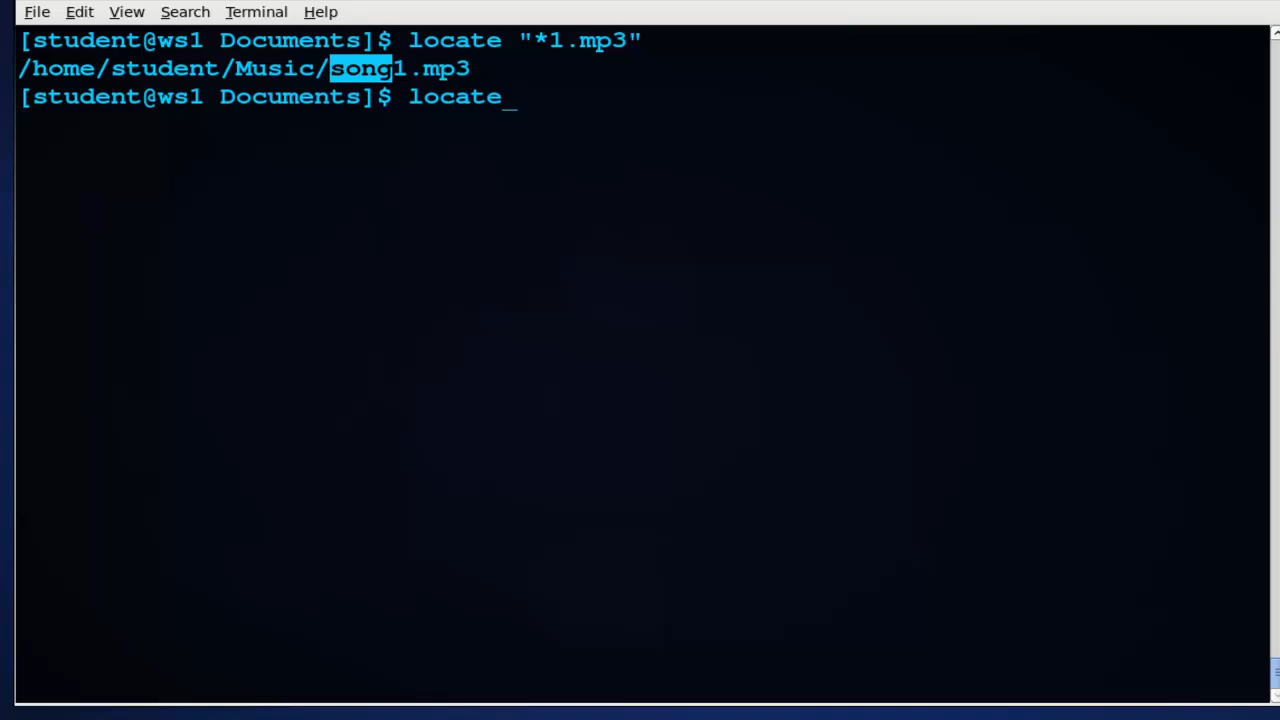 File Edit View Search Terminal Help
[student@ws1 Documents]$ locate "*1.mp3"
/home/student/Music/song1.mp3
[student@ws1 Documents]$ locate_